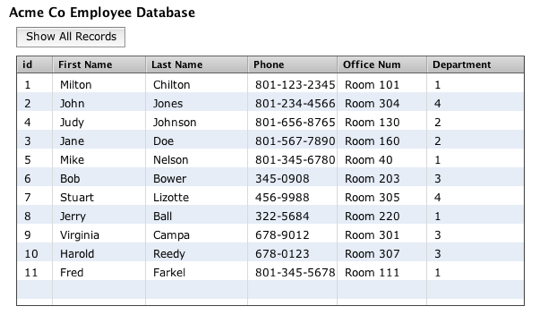 Acme Co Employee Database
Show All Records
id First Name Last Name Phone Office Num Department
1 Milton Chilton 801-123-2345 Room 101 1
2 John Jones 801-234-4566 Room 304 4
4 Judy Johnson 801-656-8765 Room 130 2
3 Jane Doe 801-567-7890 Room 160 2
5 Mike Nelson 801-345-6780 Room 40 1
6 Bob Bower 345-0908 Room 203 3
7 Stuart Lizotte 456-9988 Room 305 4
8 Jerry Ball 322-5684 Room 220 1
9 Virginia Campa 678-9012 Room 301 3
10 Harold Reedy 678-0123 Room 307 3
11 Fred Farkel 801-345-5678 Room 111 1